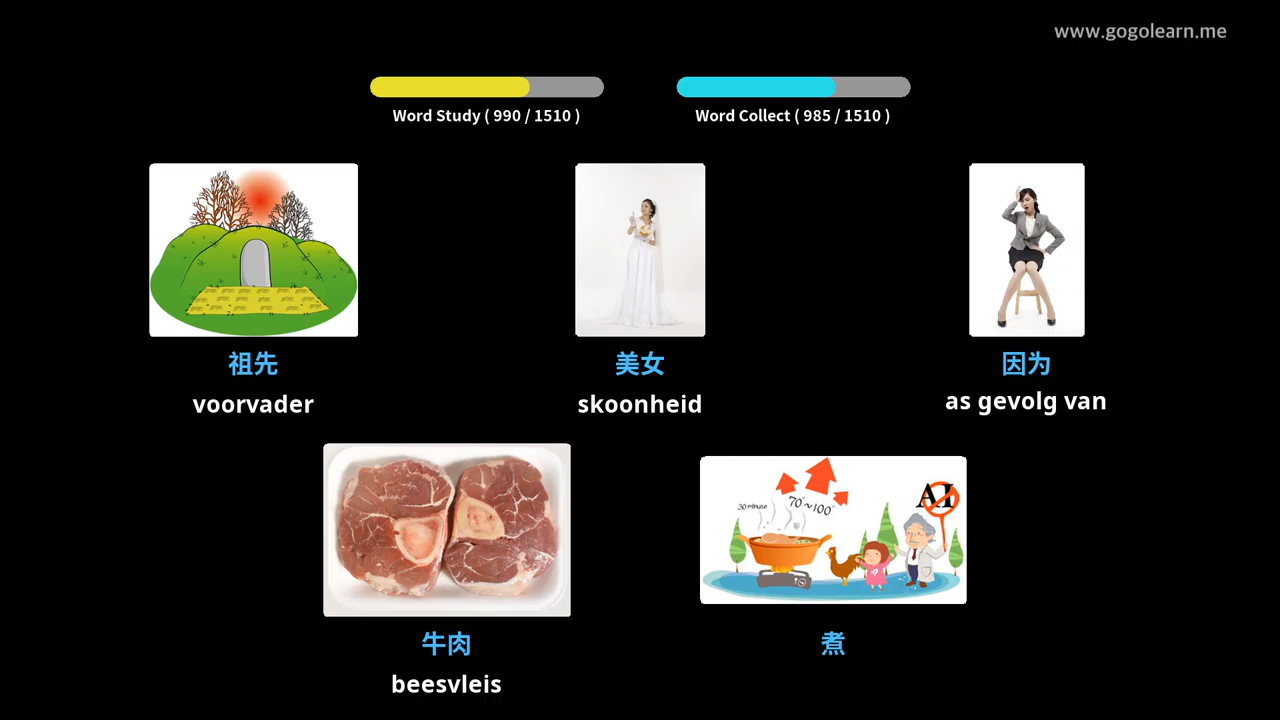 www.gogolearn.me
Word Study ( 990 / 1510 )
Word Collect ( 985 / 1510 )
祖先
voorvader
美女
skoonheid
因为
as gevolg van
30 minute
70°~100°
AI
牛肉
beesvleis
煮